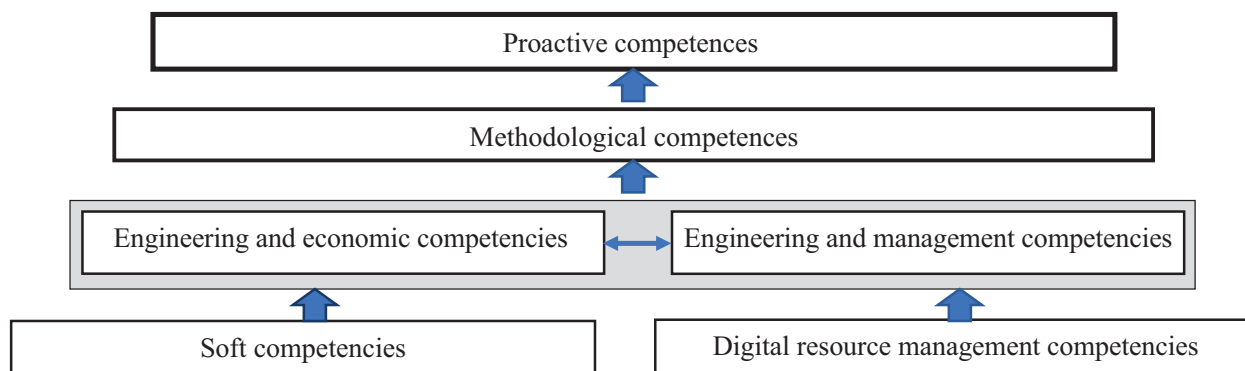 Proactive competences
Methodological competences
Engineering and economic competencies
Engineering and management competencies
Soft competencies
Digital resource management competencies